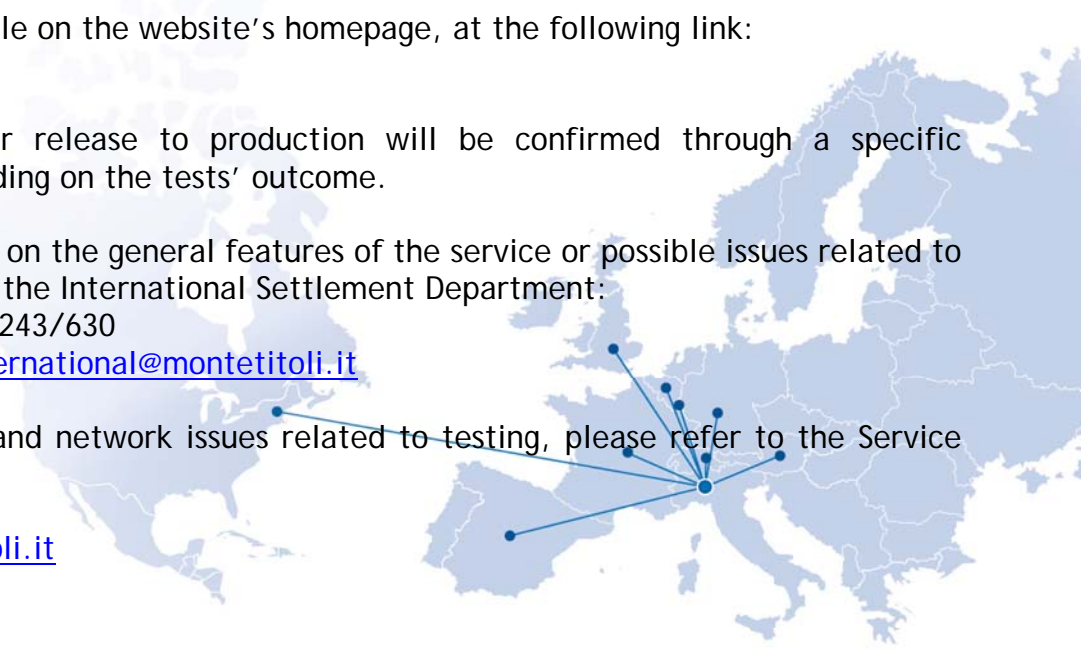 le on the website’s homepage, at the following link:
r release to production will be confirmed through a specific
ding on the tests’ outcome.
on the general features of the service or possible issues related to
the International Settlement Department:
243/630
ernational@montetitoli.it
and network issues related to testing, please refer to the Service
oli.it